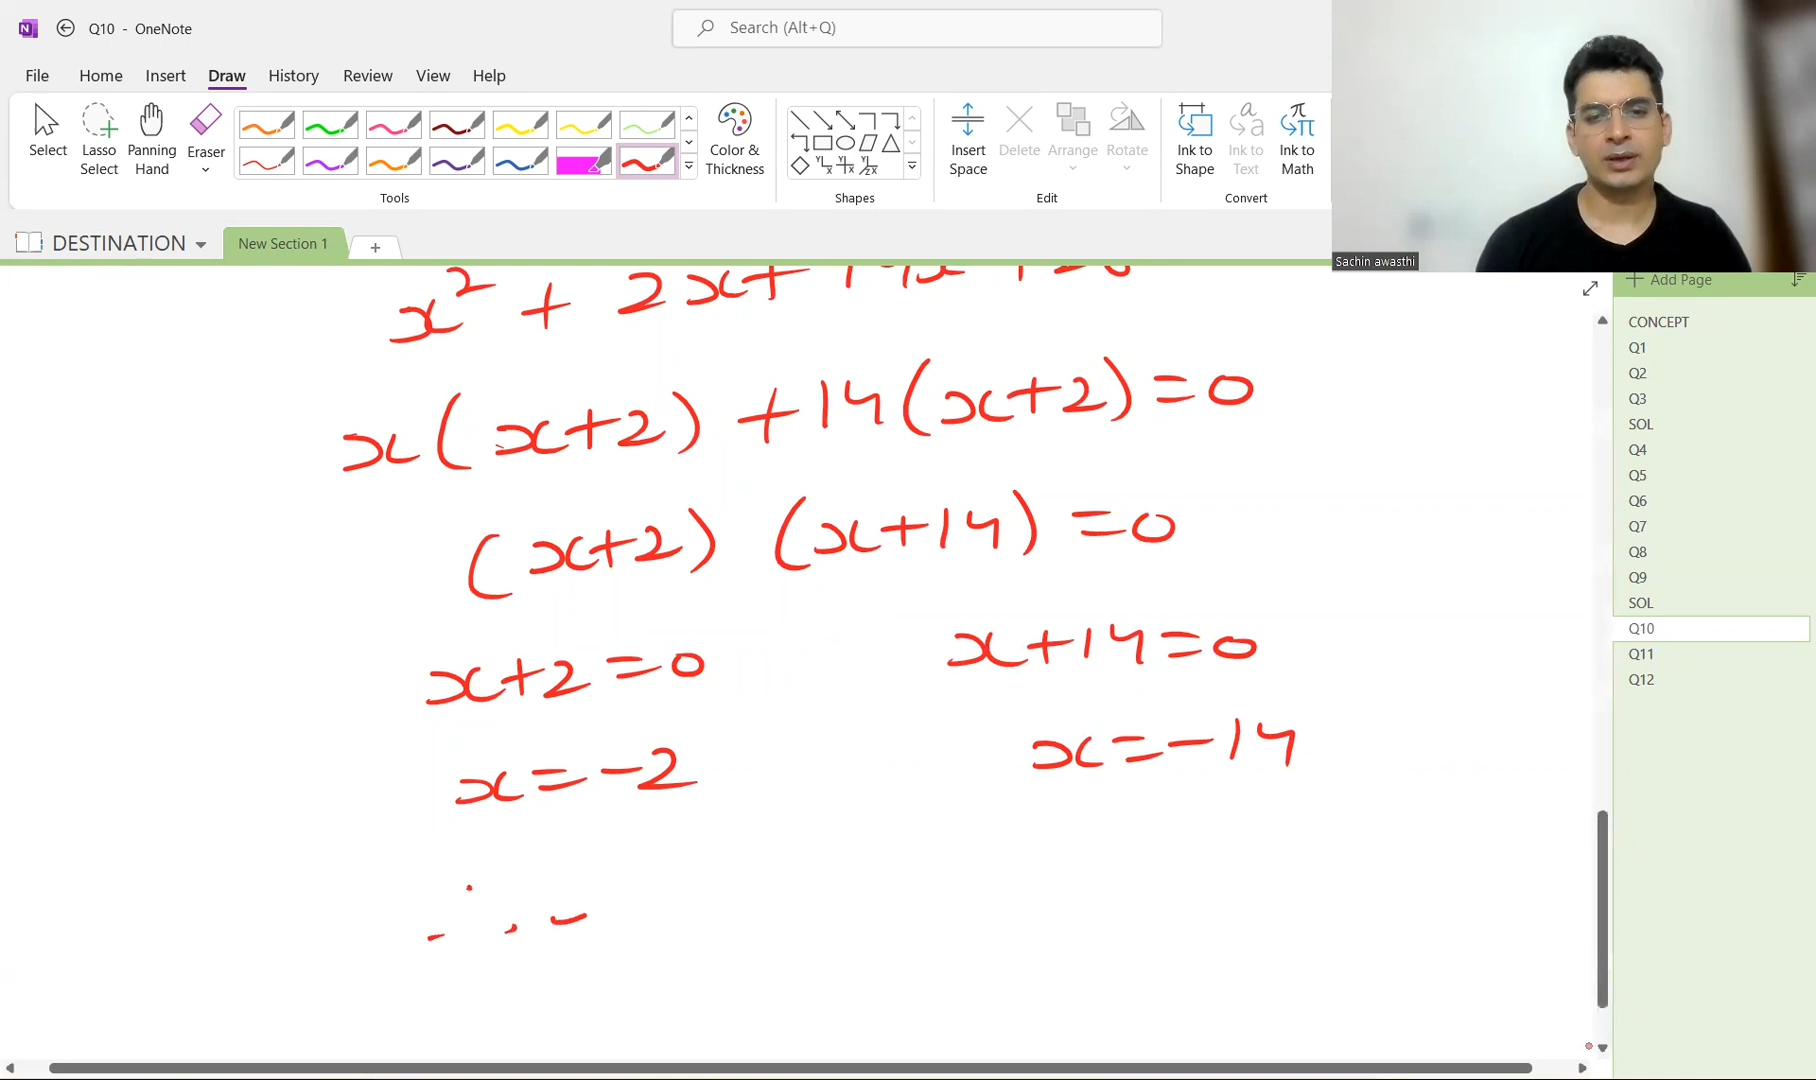 Q10 - OneNote
Search (Alt+Q)
File Home Insert Draw History Review View Help
Select
Lasso Select
Panning Hand
Eraser
Color & Thickness
Insert Space
Delete
Arrange
Rotate
Ink to Shape
Ink to Text
Ink to Math
Tools
Shapes
Edit
Convert
DESTINATION
New Section 1
Sachin awasthi
Add Page
CONCEPT
Q1
Q2
Q3
SOL
Q4
Q5
Q6
Q7
Q8
Q9
SOL
Q10
Q11
Q12
x² + 2x +
x(x+2) +14(x+2)=0
(x+2) (x+14) =0
x+2=0 x+14=0
x=-2 x=-14
∴ -